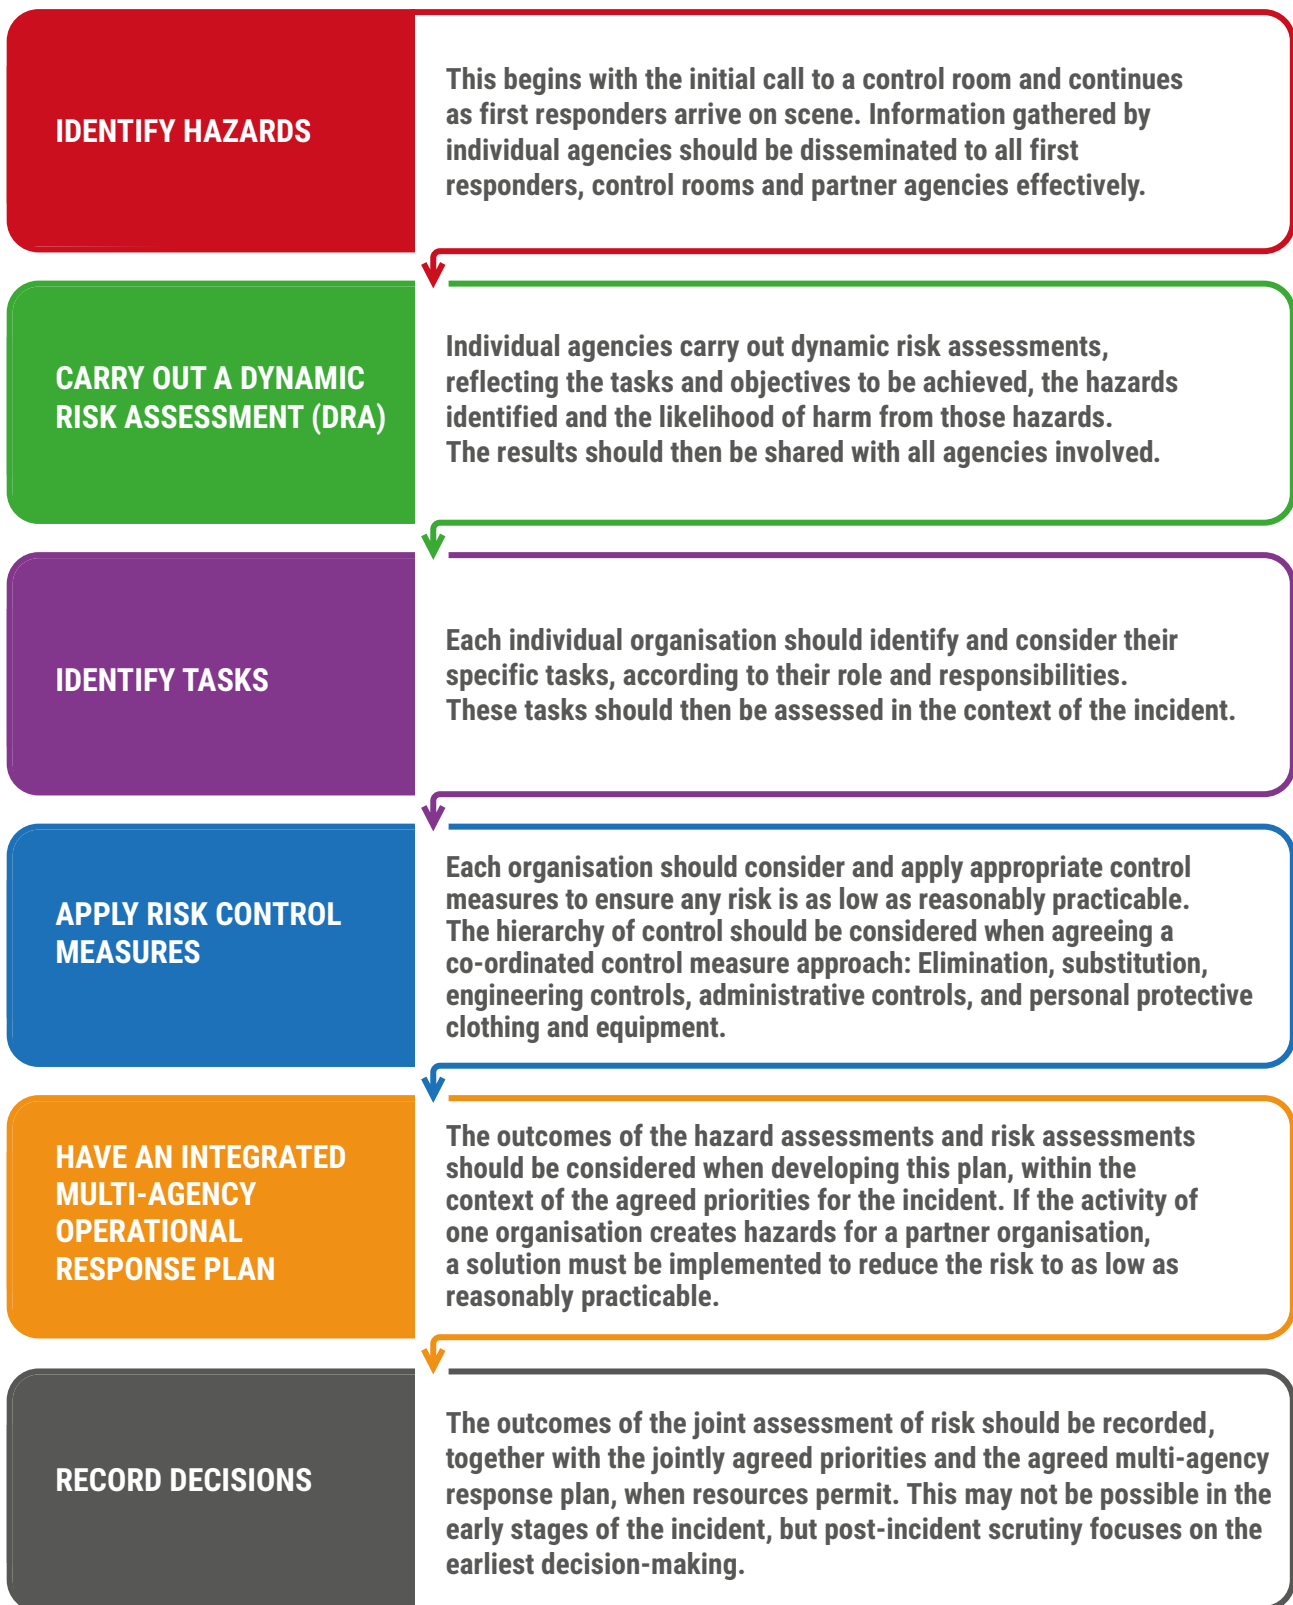 IDENTIFY HAZARDS
This begins with the initial call to a control room and continues
as first responders arrive on scene. Information gathered by
individual agencies should be disseminated to all first
responders, control rooms and partner agencies effectively.
CARRY OUT A DYNAMIC
RISK ASSESSMENT (DRA)
Individual agencies carry out dynamic risk assessments,
reflecting the tasks and objectives to be achieved, the hazards
identified and the likelihood of harm from those hazards.
The results should then be shared with all agencies involved.
IDENTIFY TASKS
Each individual organisation should identify and consider their
specific tasks, according to their role and responsibilities.
These tasks should then be assessed in the context of the incident.
APPLY RISK CONTROL
MEASURES
Each organisation should consider and apply appropriate control
measures to ensure any risk is as low as reasonably practicable.
The hierarchy of control should be considered when agreeing a
co-ordinated control measure approach: Elimination, substitution,
engineering controls, administrative controls, and personal protective
clothing and equipment.
HAVE AN INTEGRATED
MULTI-AGENCY
OPERATIONAL
RESPONSE PLAN
The outcomes of the hazard assessments and risk assessments
should be considered when developing this plan, within the
context of the agreed priorities for the incident. If the activity of
one organisation creates hazards for a partner organisation,
a solution must be implemented to reduce the risk to as low as
reasonably practicable.
RECORD DECISIONS
The outcomes of the joint assessment of risk should be recorded,
together with the jointly agreed priorities and the agreed multi-agency
response plan, when resources permit. This may not be possible in the
early stages of the incident, but post-incident scrutiny focuses on the
earliest decision-making.